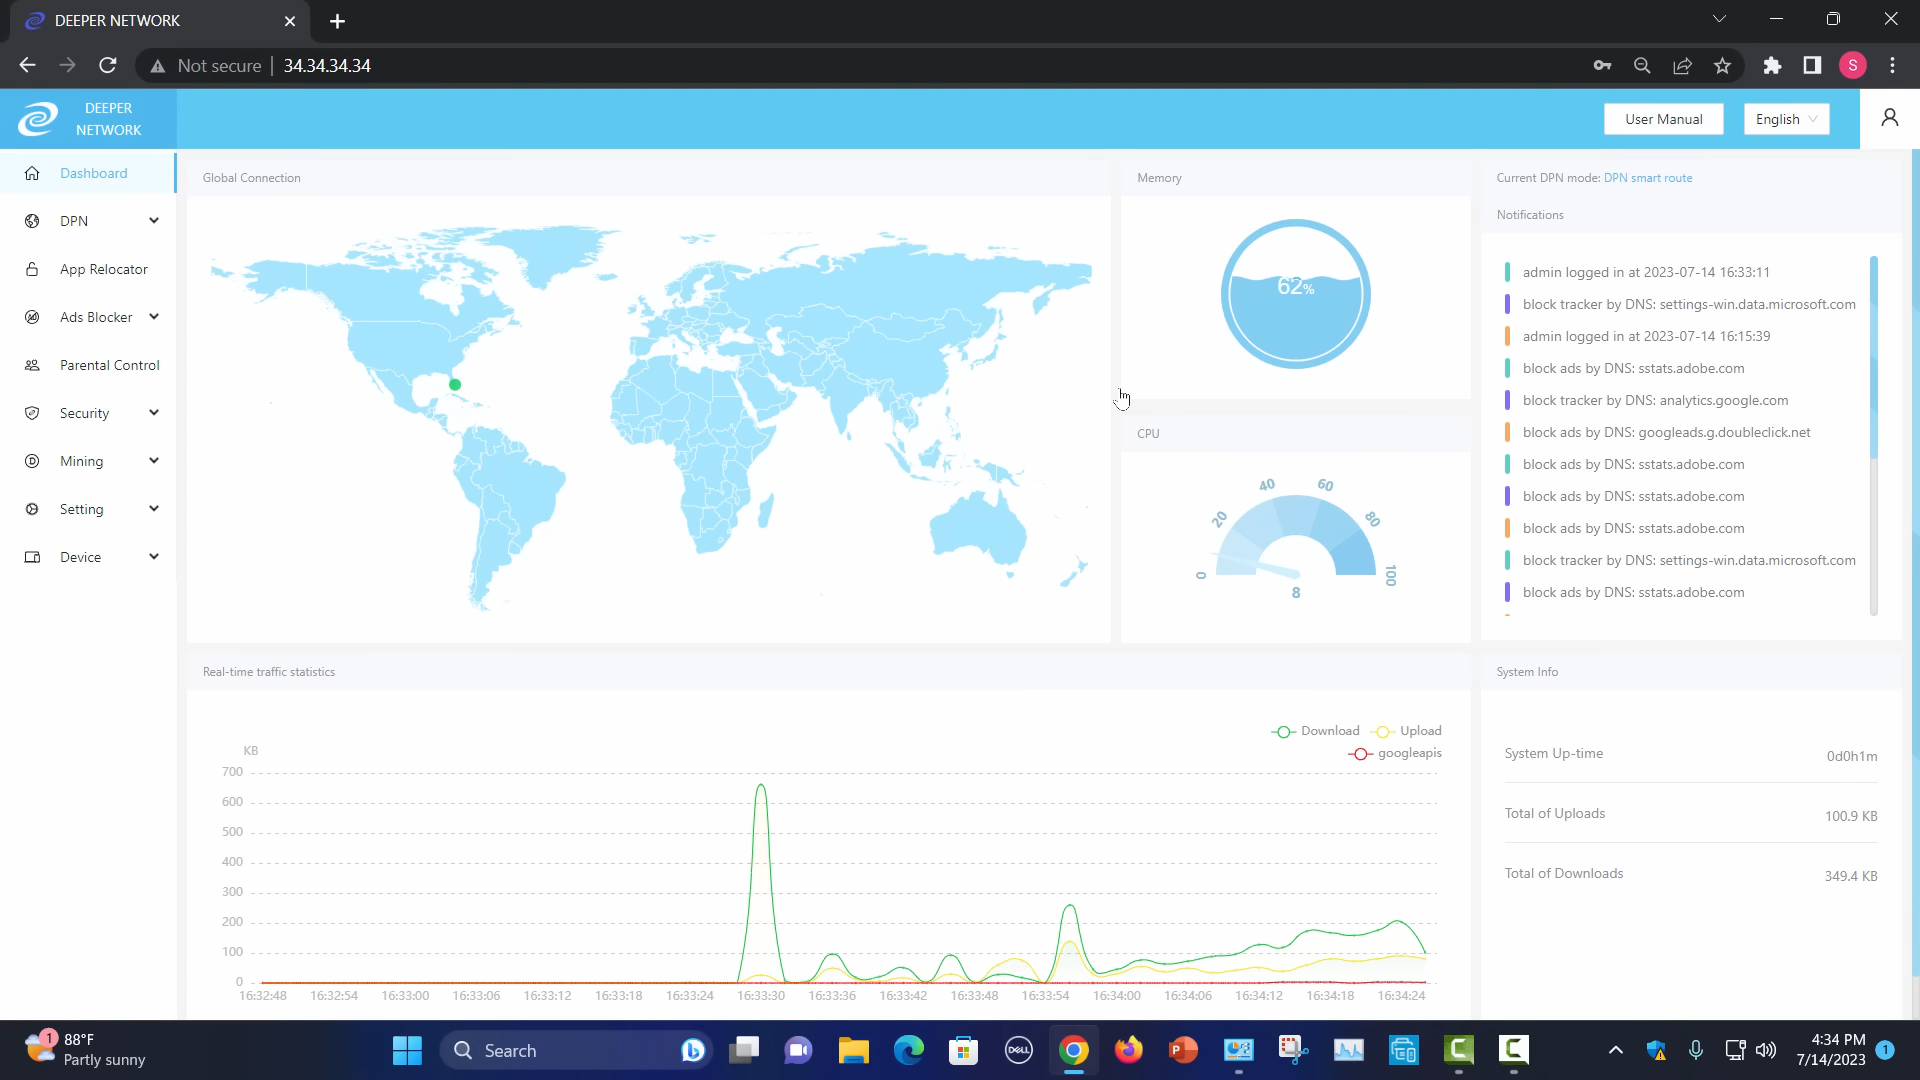 DEEPER NETWORK
Not secure
34.34.34.34
S
DEEPER
NETWORK
User Manual
English
Dashboard
DPN
App Relocator
Ads Blocker
Parental Control
Security
Mining
Setting
Device
Global Connection
Memory
62%
CPU
0
20
40
60
80
100
8
Current DPN mode: DPN smart route
Notifications
admin logged in at 2023-07-14 16:33:11
block tracker by DNS: settings-win.data.microsoft.com
admin logged in at 2023-07-14 16:15:39
block ads by DNS: sstats.adobe.com
block tracker by DNS: analytics.google.com
block ads by DNS: googleads.g.doubleclick.net
block ads by DNS: sstats.adobe.com
block ads by DNS: sstats.adobe.com
block ads by DNS: sstats.adobe.com
block tracker by DNS: settings-win.data.microsoft.com
block ads by DNS: sstats.adobe.com
Real-time traffic statistics
Download
Upload
googleapis
KB
700
600
500
400
300
200
100
0
16:32:48 16:32:54 16:33:00 16:33:06 16:33:12 16:33:18 16:33:24 16:33:30 16:33:36 16:33:42 16:33:48 16:33:54 16:34:00 16:34:06 16:34:12 16:34:18 16:34:24
System Info
System Up-time 0d0h1m
Total of Uploads 100.9 KB
Total of Downloads 349.4 KB
1
88°F
Partly sunny
Search
DELL
P
C
C
4:34 PM
7/14/2023
1